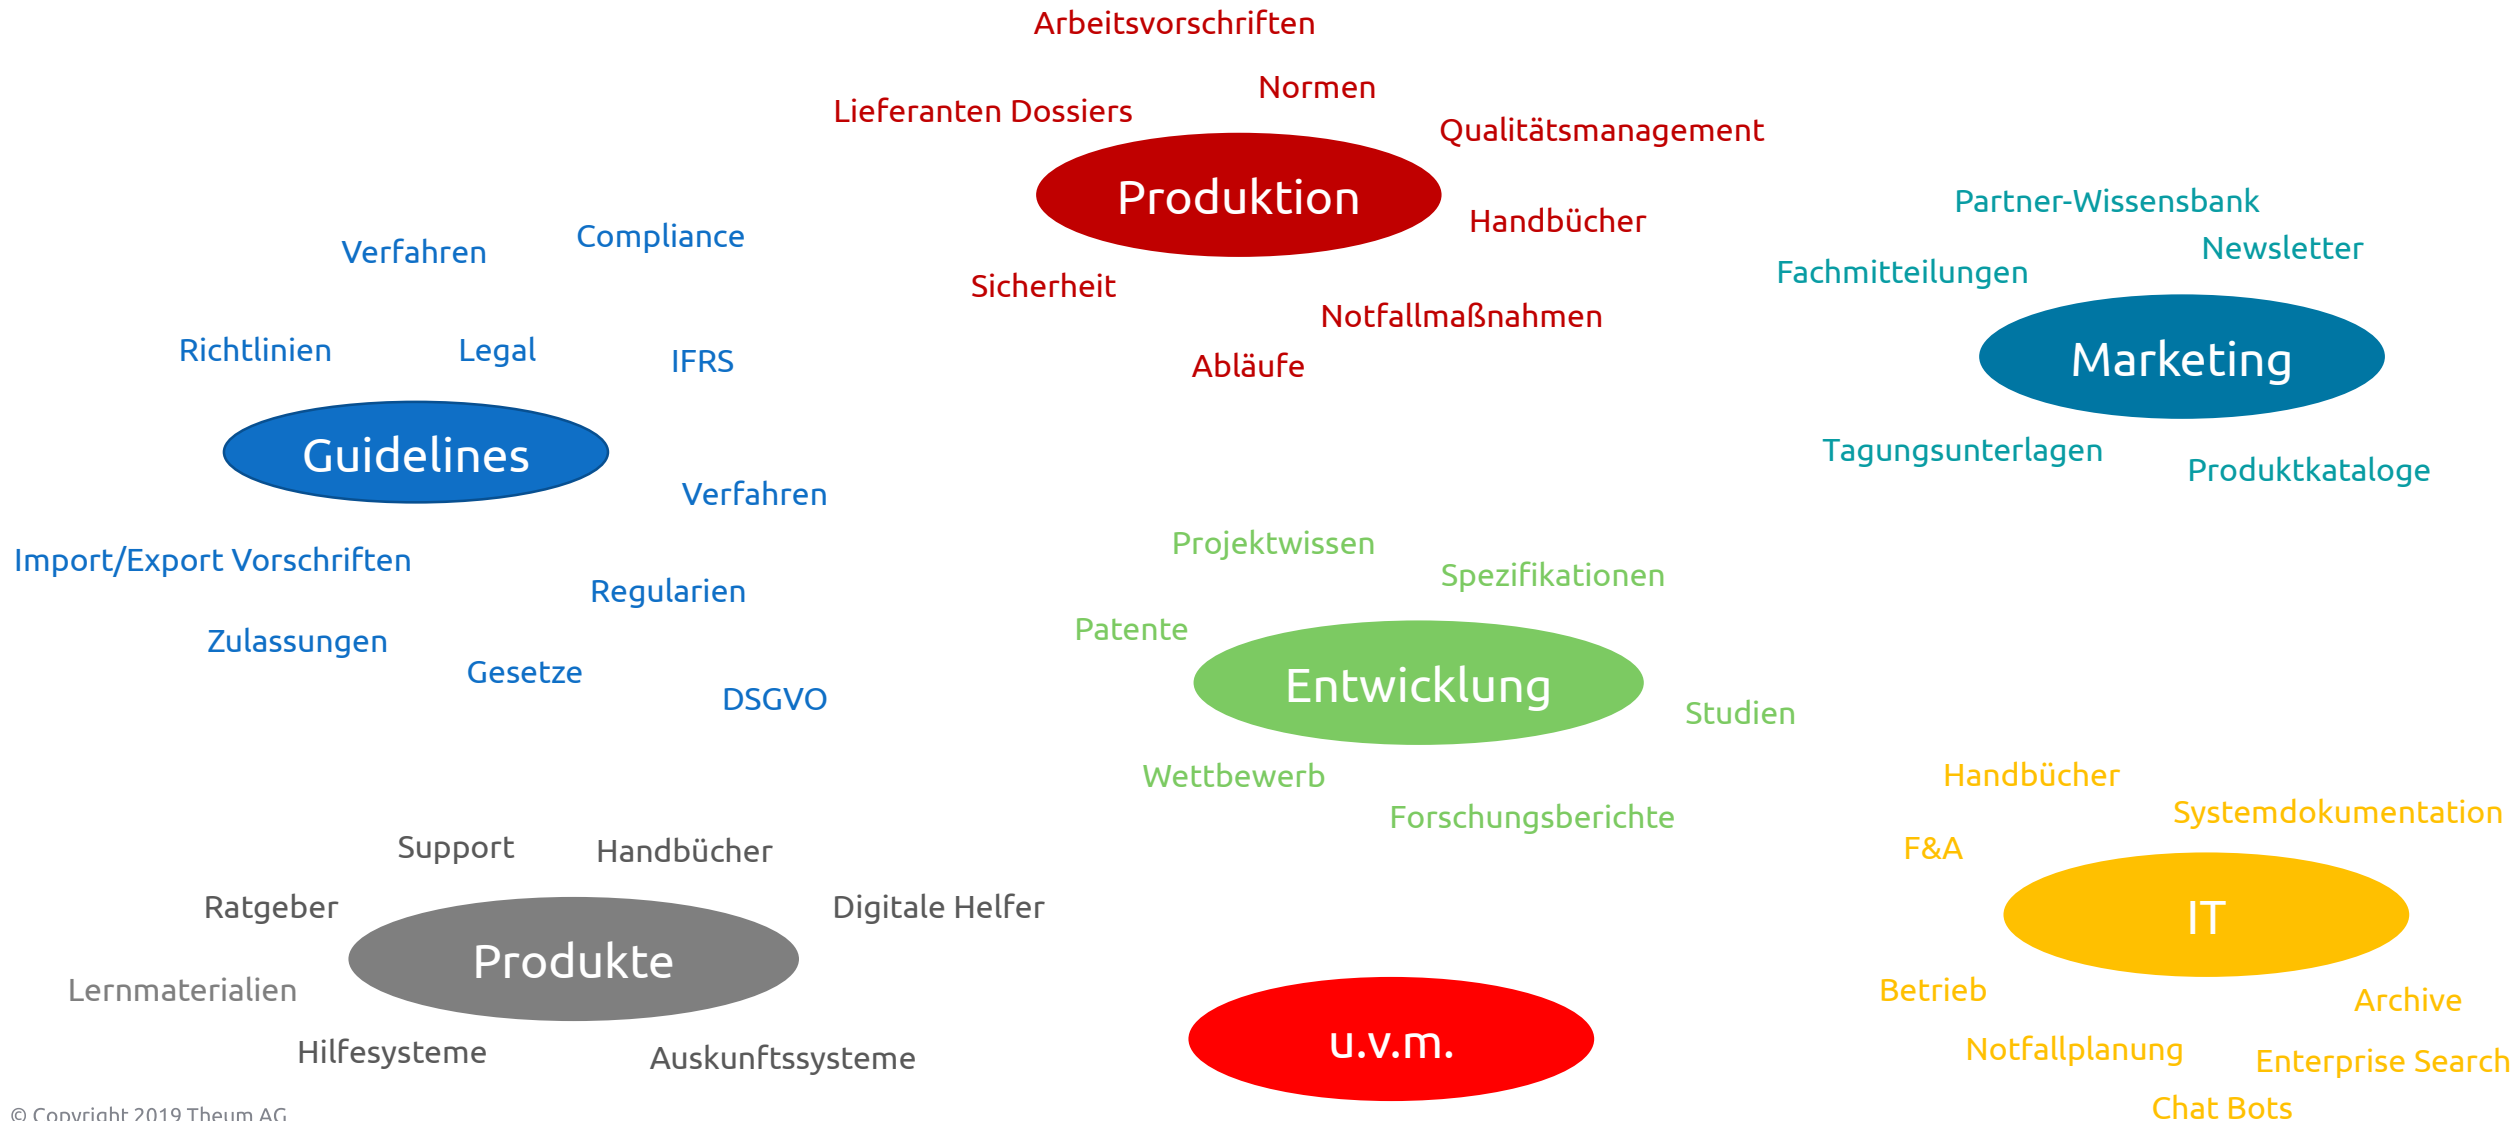 Arbeitsvorschriften
Normen
Lieferanten Dossiers
Qualitätsmanagement
Produktion
Handbücher
Sicherheit
Notfallmaßnahmen
Abläufe
Partner-Wissensbank
Newsletter
Fachmitteilungen
Marketing
Tagungsunterlagen
Produktkataloge
Verfahren
Compliance
Richtlinien
Legal
IFRS
Guidelines
Verfahren
Import/Export Vorschriften
Regularien
Zulassungen
Gesetze
DSGVO
Projektwissen
Spezifikationen
Patente
Entwicklung
Studien
Wettbewerb
Forschungsberichte
Handbücher
Systemdokumentation
F&A
IT
Betrieb
Archive
Notfallplanung
Enterprise Search
Chat Bots
Support
Handbücher
Ratgeber
Digitale Helfer
Produkte
Lernmaterialien
Hilfesysteme
Auskunftssysteme
u.v.m.
© Copyright 2019 Theum AG